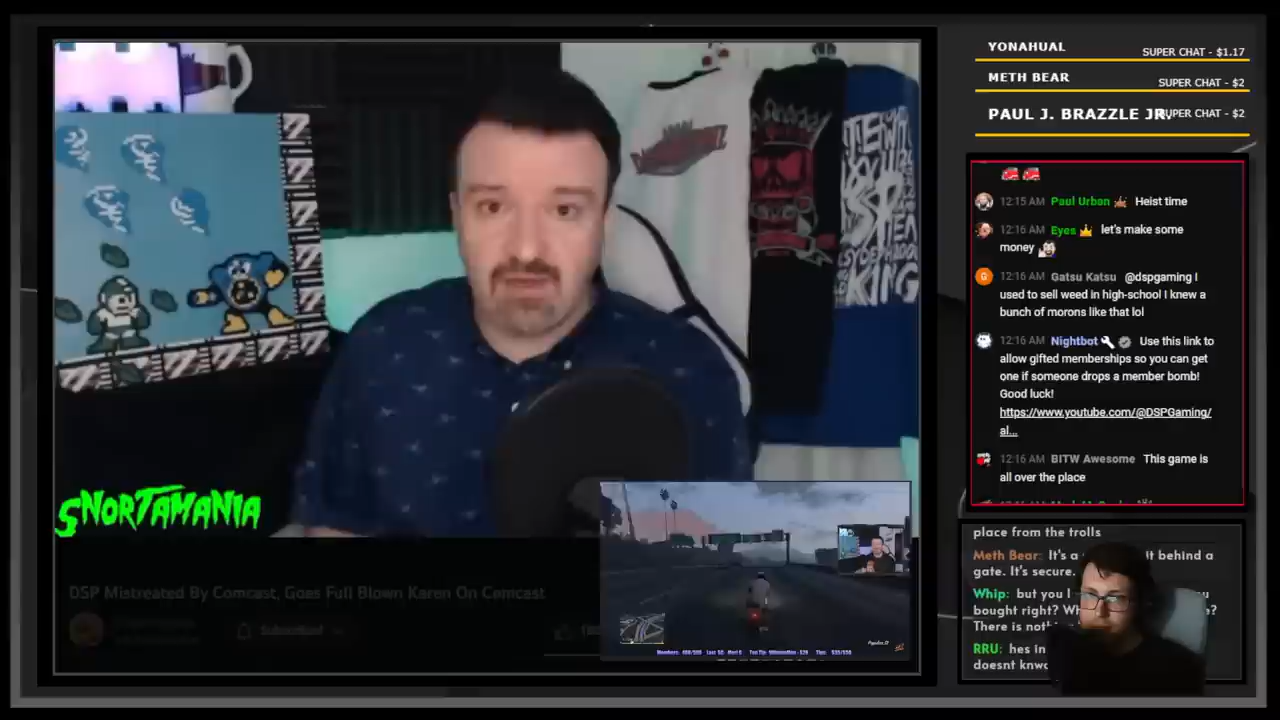 YONAHUAL
SUPER CHAT - $1.17
METH BEAR
SUPER CHAT - $2
PAUL J. BRAZZLE JR.
SUPER CHAT - $2
12:15 AM Paul Urban Heist time
12:16 AM Eyes let's make some
money
12:16 AM Gatsu Katsu @dspgaming I
used to sell weed in high-school I knew a
bunch of morons like that lol
12:16 AM Nightbot Use this link to
allow gifted memberships so you can get
one if someone drops a member bomb!
Good luck!
https://www.youtube.com/@DSPGaming/
al...
12:16 AM BITW Awesome This game is
all over the place
place from the trolls
Meth Bear: It's a it behind a
gate. It's secure.
Whip: but you
bought right?
There is
RRU: hes in
doesnt
KING
SNORTAMANIA
DSP Mistreated By Comcast, Goes Full Blown Karen On Comcast
Subscribed